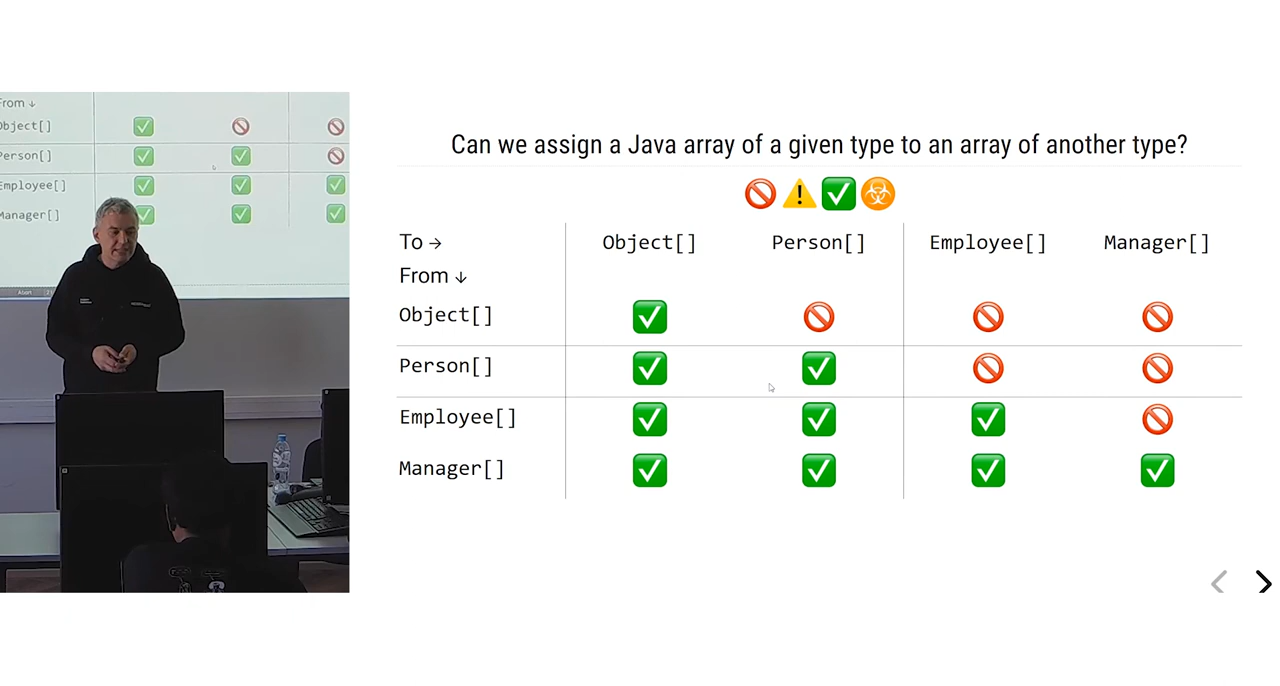 From ↓
Object[]
Person[]
Employee[]
Manager[]
Can we assign a Java array of a given type to an array of another type?
To → Object[] Person[] Employee[] Manager[]
From ↓
Object[]
Person[]
Employee[]
Manager[]